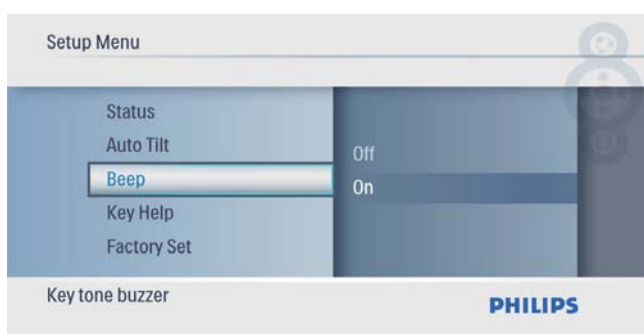 Setup Menu
Status
Auto Tilt
Beep
Key Help
Factory Set
Off
On
Key tone buzzer
PHILIPS